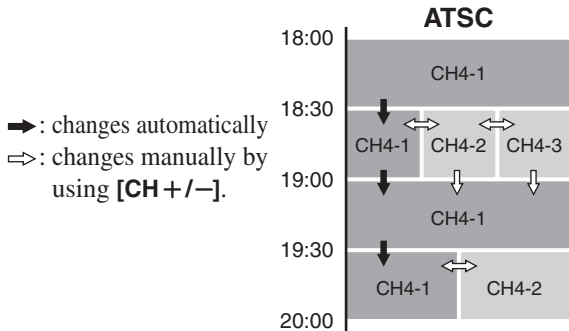 ATSC
18:00
CH4-1
18:30
➡: changes automatically
CH4-1 CH4-2 CH4-3
⇨: changes manually by
using [CH +/−].
19:00
CH4-1
19:30
CH4-1 CH4-2
20:00